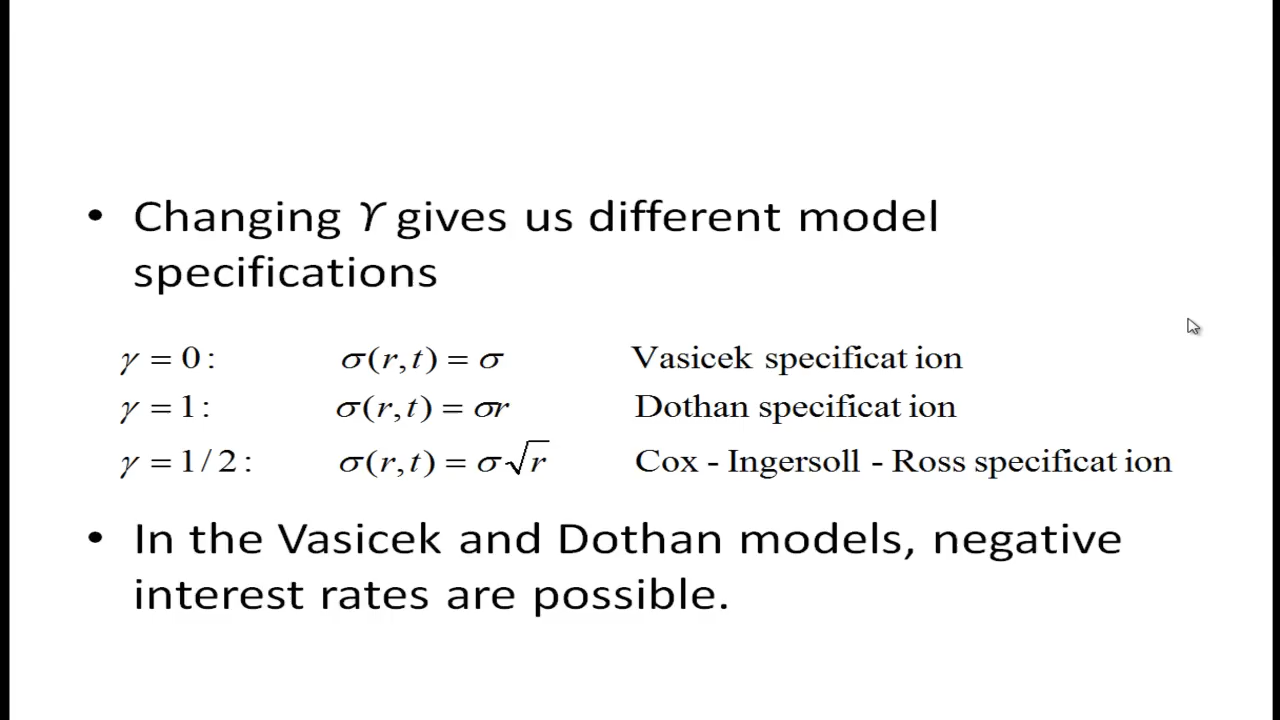 • Changing ϒ gives us different model
specifications
γ = 0 : σ(r,t) = σ Vasicek specificat ion
γ = 1 : σ(r,t) = σr Dothan specificat ion
γ = 1 / 2 : σ(r,t) = σ√r Cox - Ingersoll - Ross specificat ion
• In the Vasicek and Dothan models, negative
interest rates are possible.